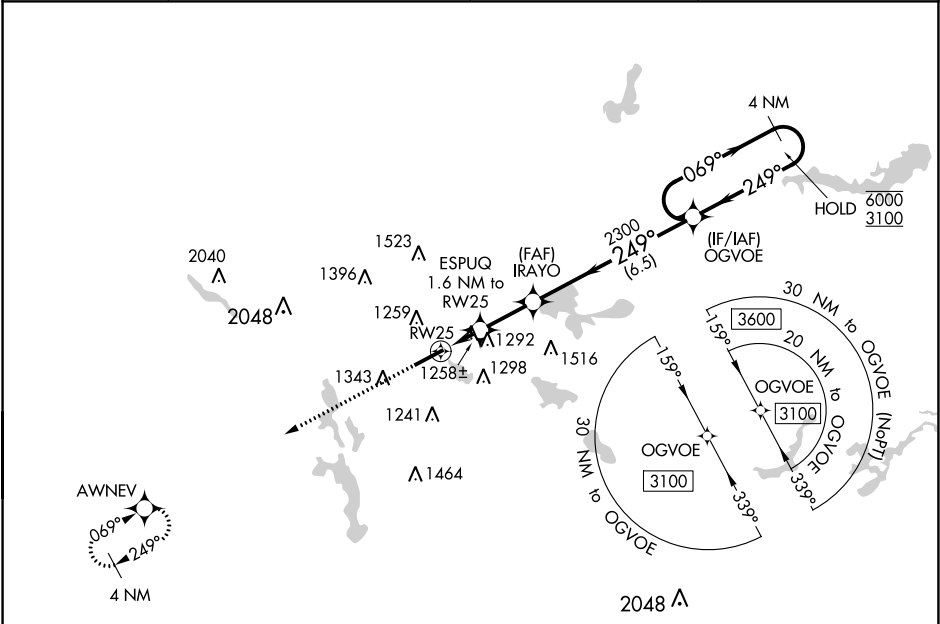 4 NM
069°
249°
HOLD 6000
3100
2300
249°
(6.5)
(IF/IAF)
OGVOE
(FAF)
IRAYO
ESPUQ
1.6 NM to
RW25
1523
2040
1396
2048
1259
RW25
1292
1516
1258±
1298
1343
1241
1464
30 NM to OGVOE (NoPT)
3600
159°
20 NM to OGVOE
OGVOE
3100
339°
159°
OGVOE
3100
30 NM to OGVOE
339°
AWNEV
069°
249°
4 NM
2048